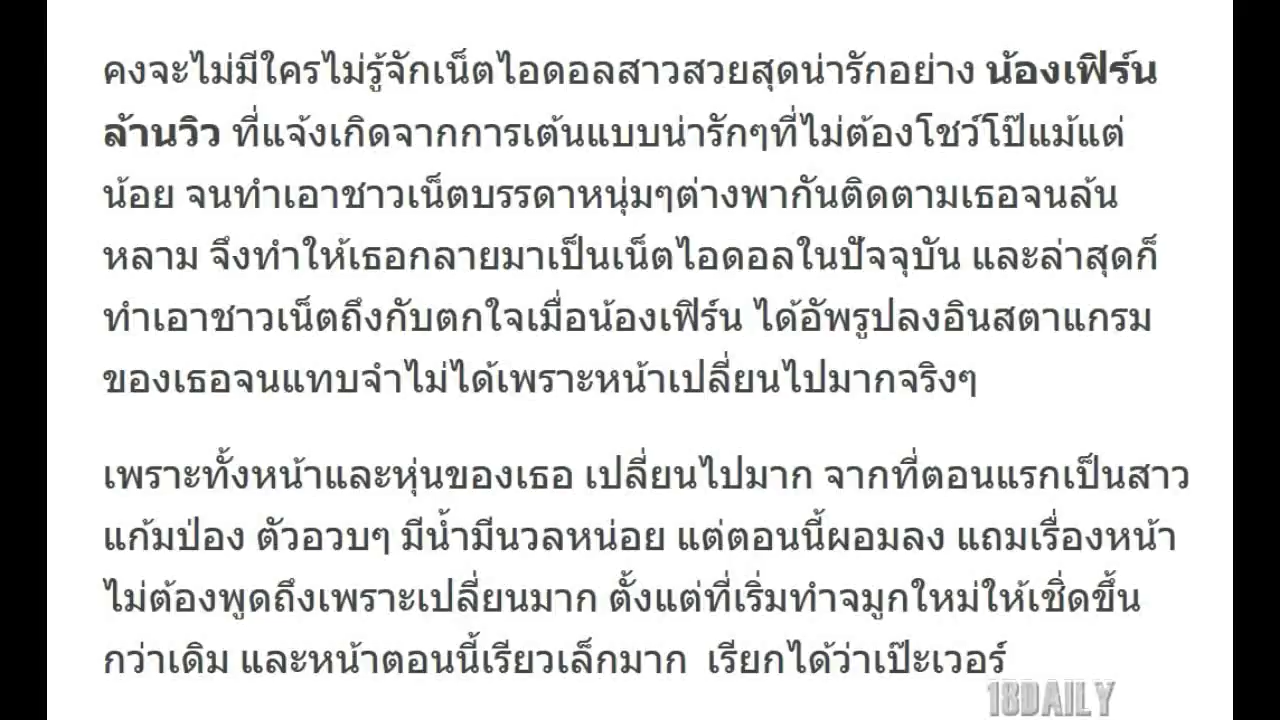 คงจะไม่มีใครไม่รู้จักเน็ตไอดอลสาวสวยสุดน่ารักอย่าง น้องเฟิร์น
ล้านวิว ที่แจ้งเกิดจากการเต้นแบบน่ารักๆที่ไม่ต้องโชว์โป๊แม้แต่
น้อย จนทำเอาชาวเน็ตบรรดาหนุ่มๆต่างพากันติดตามเธอจนล้น
หลาม จึงทำให้เธอกลายมาเป็นเน็ตไอดอลในปัจจุบัน และล่าสุดก็
ทำเอาชาวเน็ตถึงกับตกใจเมื่อน้องเฟิร์น ได้อัพรูปลงอินสตาแกรม
ของเธอจนแทบจำไม่ได้เพราะหน้าเปลี่ยนไปมากจริงๆ
เพราะทั้งหน้าและหุ่นของเธอ เปลี่ยนไปมาก จากที่ตอนแรกเป็นสาว
แก้มป่อง ตัวอวบๆ มีน้ำมีนวลหน่อย แต่ตอนนี้ผอมลง แถมเรื่องหน้า
ไม่ต้องพูดถึงเพราะเปลี่ยนมาก ตั้งแต่ที่เริ่มทำจมูกใหม่ให้เชิ่ดขึ้น
กว่าเดิม และหน้าตอนนี้เรียวเล็กมาก เรียกได้ว่าเป๊ะเวอร์
18DAILY